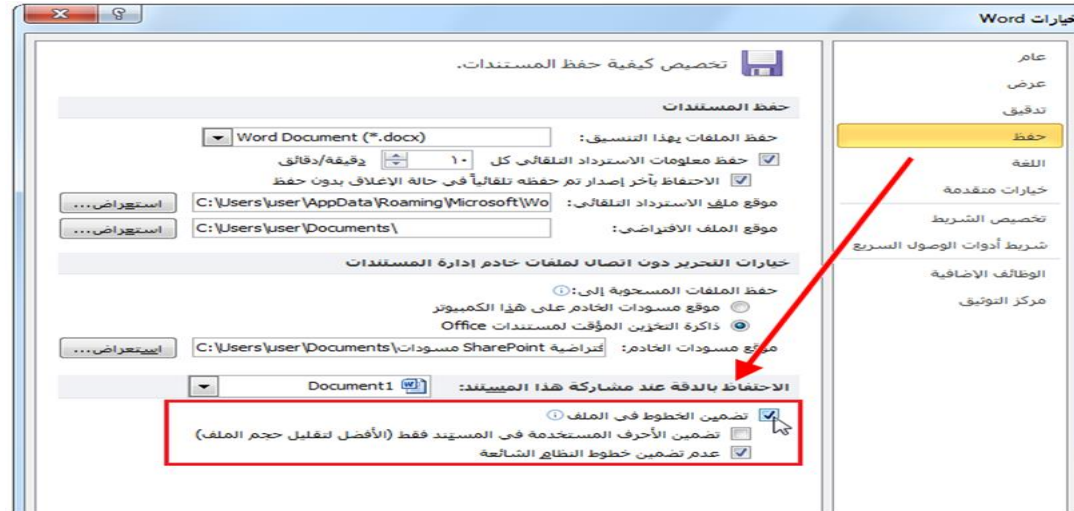 خيارات Word
عام
عرض
تدقيق
حفظ
اللغة
خيارات متقدمة
تخصيص الشريط
شريط أدوات الوصول السريع
الوظائف الإضافية
مركز التوثيق
تخصيص كيفية حفظ المستندات.
حفظ المستندات
حفظ الملفات بهذا التنسيق: Word Document (*.docx)
حفظ معلومات الاسترداد التلقائي كل ١٠ دقيقة/دقائق
الاحتفاظ بآخر إصدار تم حفظه تلقائياً في حالة الإغلاق بدون حفظ
موقع ملف الاسترداد التلقائي: C:\Users\user\AppData\Roaming\Microsoft\Wo استعراض...
موقع الملف الافتراضي: C:\Users\user\Documents\ استعراض...
خيارات التحرير دون اتصال لملفات خادم إدارة المستندات
حفظ الملفات المسحوبة إلى:
موقع مسودات الخادم على هذا الكمبيوتر
ذاكرة التخزين المؤقت لمستندات Office
موقع مسودات الخادم: C:\Users\user\Documents\مسودات SharePoint فتراضية استعراض...
الاحتفاظ بالدقة عند مشاركة هذا المستند: Document1
تضمين الخطوط في الملف
تضمين الأحرف المستخدمة في المستند فقط (الأفضل لتقليل حجم الملف)
عدم تضمين خطوط النظام الشائعة